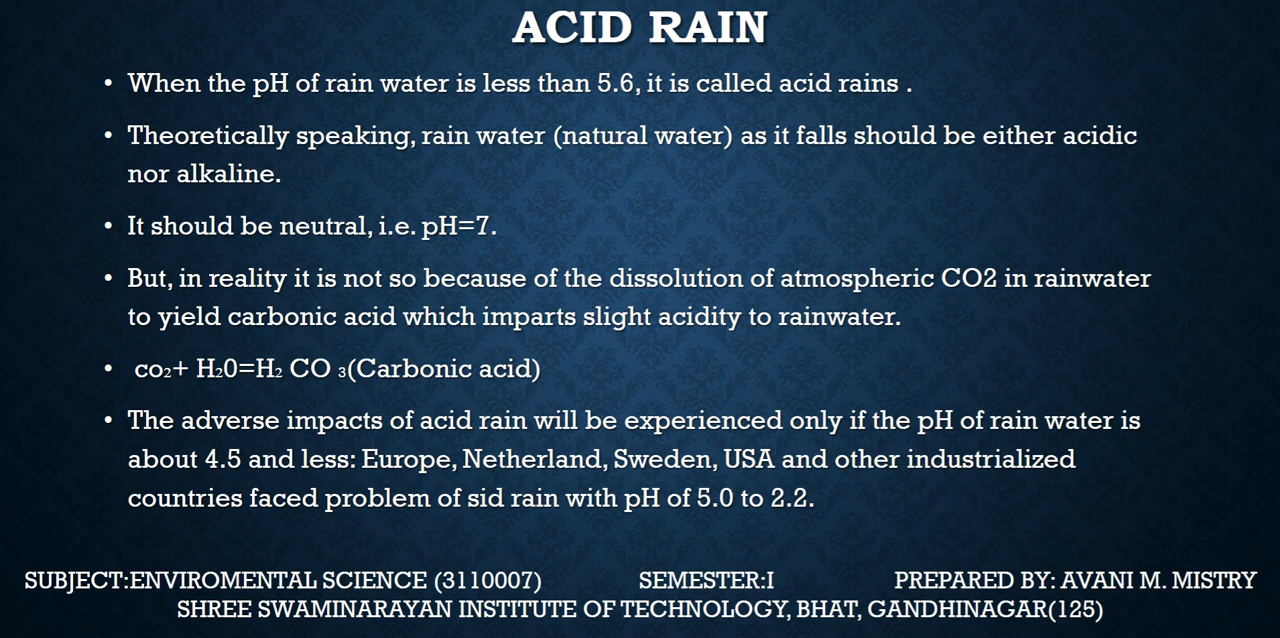 ACID RAIN
• When the pH of rain water is less than 5.6, it is called acid rains .
• Theoretically speaking, rain water (natural water) as it falls should be either acidic
nor alkaline.
• It should be neutral, i.e. pH=7.
• But, in reality it is not so because of the dissolution of atmospheric CO2 in rainwater
to yield carbonic acid which imparts slight acidity to rainwater.
• co₂+ H₂0=H₂ CO ₃(Carbonic acid)
• The adverse impacts of acid rain will be experienced only if the pH of rain water is
about 4.5 and less: Europe, Netherland, Sweden, USA and other industrialized
countries faced problem of sid rain with pH of 5.0 to 2.2.
SUBJECT:ENVIROMENTAL SCIENCE (3110007) SEMESTER:I PREPARED BY: AVANI M. MISTRY
SHREE SWAMINARAYAN INSTITUTE OF TECHNOLOGY, BHAT, GANDHINAGAR(125)